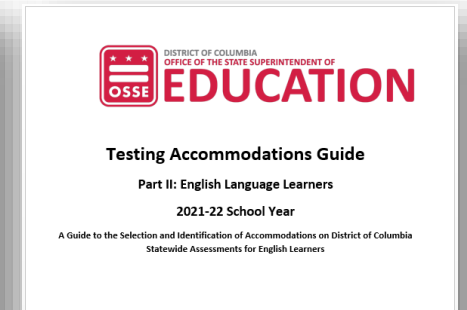 DISTRICT OF COLUMBIA
OFFICE OF THE STATE SUPERINTENDENT OF
OSSE
EDUCATION
Testing Accommodations Guide
Part II: English Language Learners
2021-22 School Year
A Guide to the Selection and Identification of Accommodations on District of Columbia
Statewide Assessments for English Learners